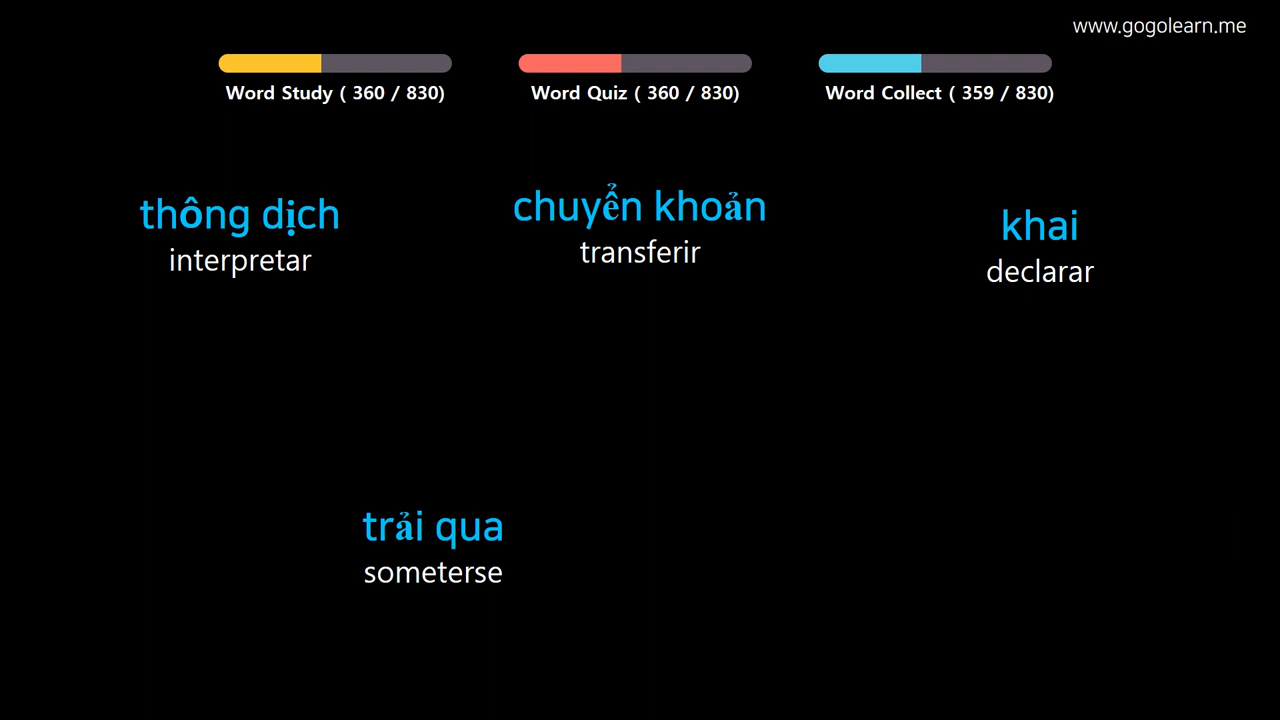 www.gogolearn.me
Word Study ( 360 / 830)
Word Quiz ( 360 / 830)
Word Collect ( 359 / 830)
thông dịch
interpretar
chuyển khoản
transferir
khai
declarar
trải qua
someterse